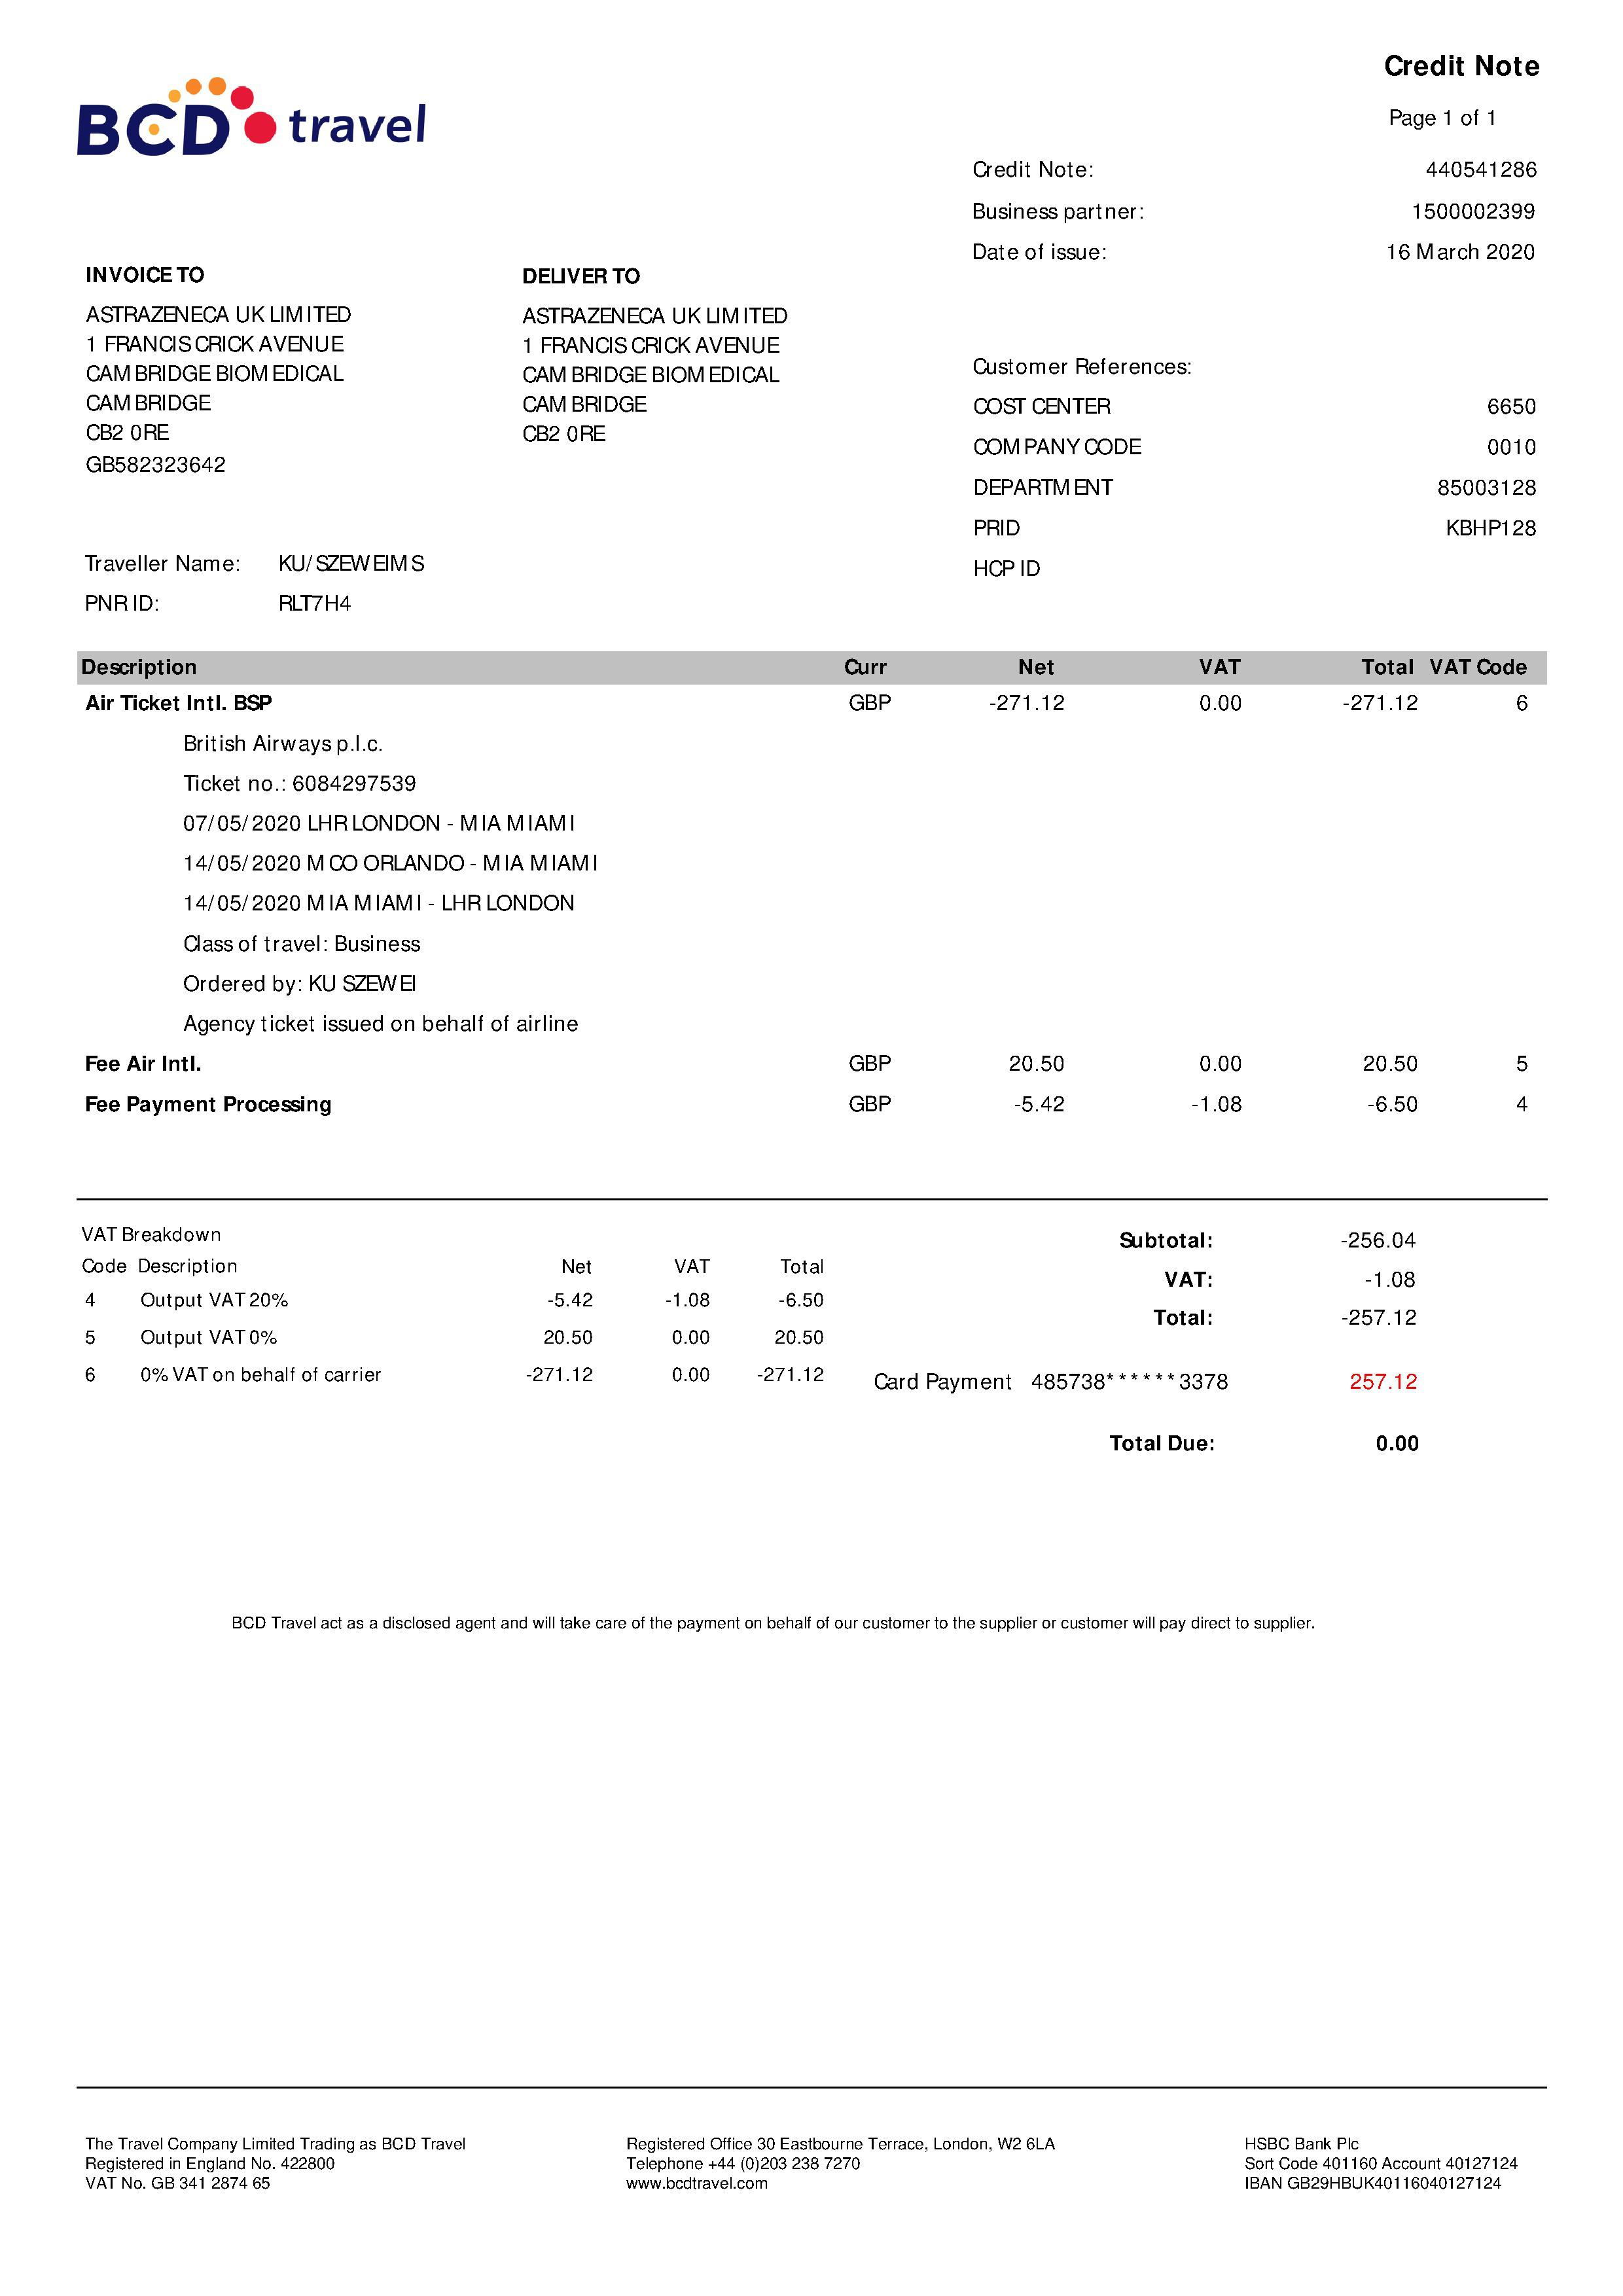 Credit Note
BCD travel
Page 1 of 1
Credit Note: 440541286
Business partner: 1500002399
Date of issue: 16 March 2020
INVOICE TO
ASTRAZENECA UK LIMITED
1 FRANCIS CRICK AVENUE
CAMBRIDGE BIOMEDICAL
CAMBRIDGE
CB2 0RE
GB582323642
DELIVER TO
ASTRAZENECA UK LIMITED
1 FRANCIS CRICK AVENUE
CAMBRIDGE BIOMEDICAL
CAMBRIDGE
CB2 0RE
Customer References:
COST CENTER 6650
COMPANY CODE 0010
DEPARTMENT 85003128
PRID KBHP128
HCP ID
Traveller Name: KU/SZEWEIMS
PNR ID: RLT7H4
Description Curr Net VAT Total VAT Code
Air Ticket Intl. BSP GBP -271.12 0.00 -271.12 6
British Airways p.l.c.
Ticket no.: 6084297539
07/05/2020 LHR LONDON - MIA MIAMI
14/05/2020 MCO ORLANDO - MIA MIAMI
14/05/2020 MIA MIAMI - LHR LONDON
Class of travel: Business
Ordered by: KU SZEWEI
Agency ticket issued on behalf of airline
Fee Air Intl. GBP 20.50 0.00 20.50 5
Fee Payment Processing GBP -5.42 -1.08 -6.50 4
VAT Breakdown
Code Description Net VAT Total
4 Output VAT 20% -5.42 -1.08 -6.50
5 Output VAT 0% 20.50 0.00 20.50
6 0% VAT on behalf of carrier -271.12 0.00 -271.12
Subtotal: -256.04
VAT: -1.08
Total: -257.12
Card Payment 485738******3378 257.12
Total Due: 0.00
BCD Travel act as a disclosed agent and will take care of the payment on behalf of our customer to the supplier or customer will pay direct to supplier.
The Travel Company Limited Trading as BCD Travel
Registered in England No. 422800
VAT No. GB 341 2874 65
Registered Office 30 Eastbourne Terrace, London, W2 6LA
Telephone +44 (0)203 238 7270
www.bcdtravel.com
HSBC Bank Plc
Sort Code 401160 Account 40127124
IBAN GB29HBUK40116040127124